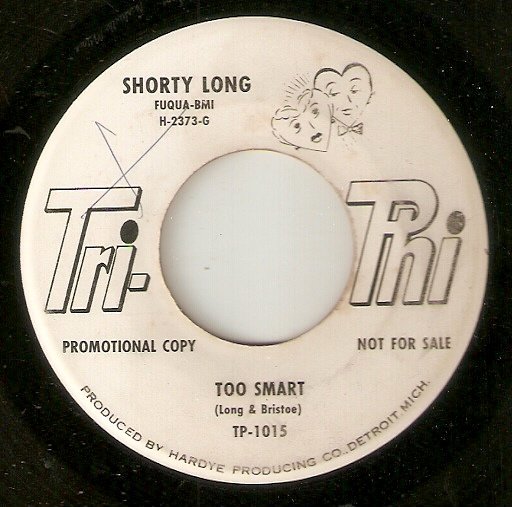 SHORTY LONG
FUQUA-BMI
H-2373-G
Tri-Phi
PROMOTIONAL COPY
NOT FOR SALE
TOO SMART
(Long & Bristoe)
TP-1015
PRODUCED BY HARDYE PRODUCING CO., DETROIT, MICH.